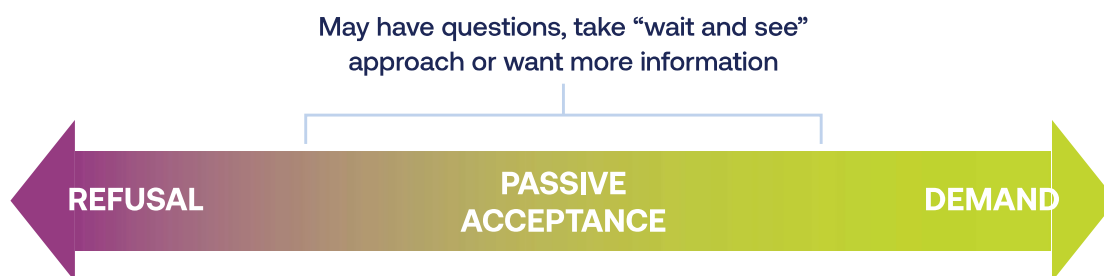 May have questions, take “wait and see”
approach or want more information
REFUSAL
PASSIVE
ACCEPTANCE
DEMAND